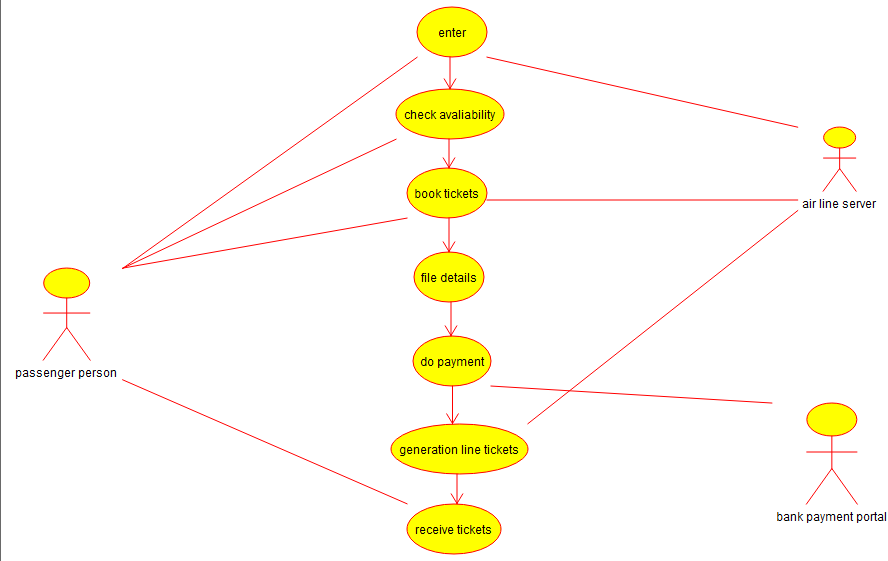 enter
check avaliability
book tickets
air line server
file details
do payment
passenger person
generation line tickets
bank payment portal
receive tickets